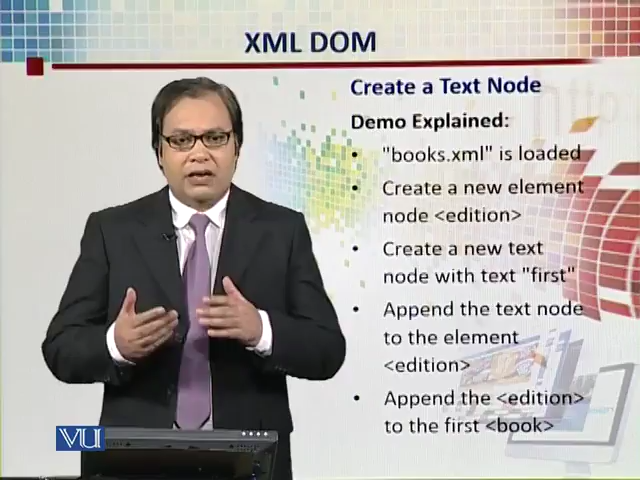 XML DOM
Create a Text Node
Demo Explained:
• "books.xml" is loaded
• Create a new element
node <edition>
• Create a new text
node with text "first"
• Append the text node
to the element
<edition>
• Append the <edition>
to the first <book>
VU